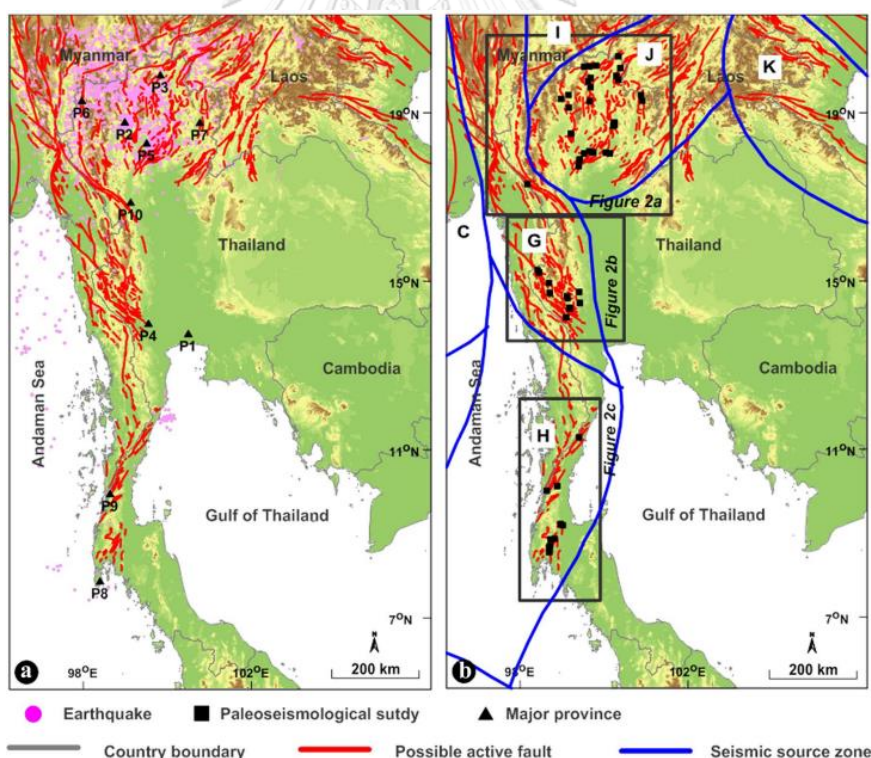 Myanmar
Laos
P3
P6
P2
P7
P5
19°N
P10
Thailand
15°N
P4
P1
Cambodia
Andaman Sea
11°N
P9
Gulf of Thailand
P8
7°N
N
a
98°E
102°E
200 km
I
J
Myanmar
Laos
K
19°N
Figure 2a
C
G
Thailand
Figure 2b
15°N
Cambodia
Andaman Sea
H
Figure 2c
11°N
Gulf of Thailand
7°N
N
b
98°E
102°E
200 km
Earthquake
Paleoseismological sutdy
Major province
Country boundary
Possible active fault
Seismic source zone